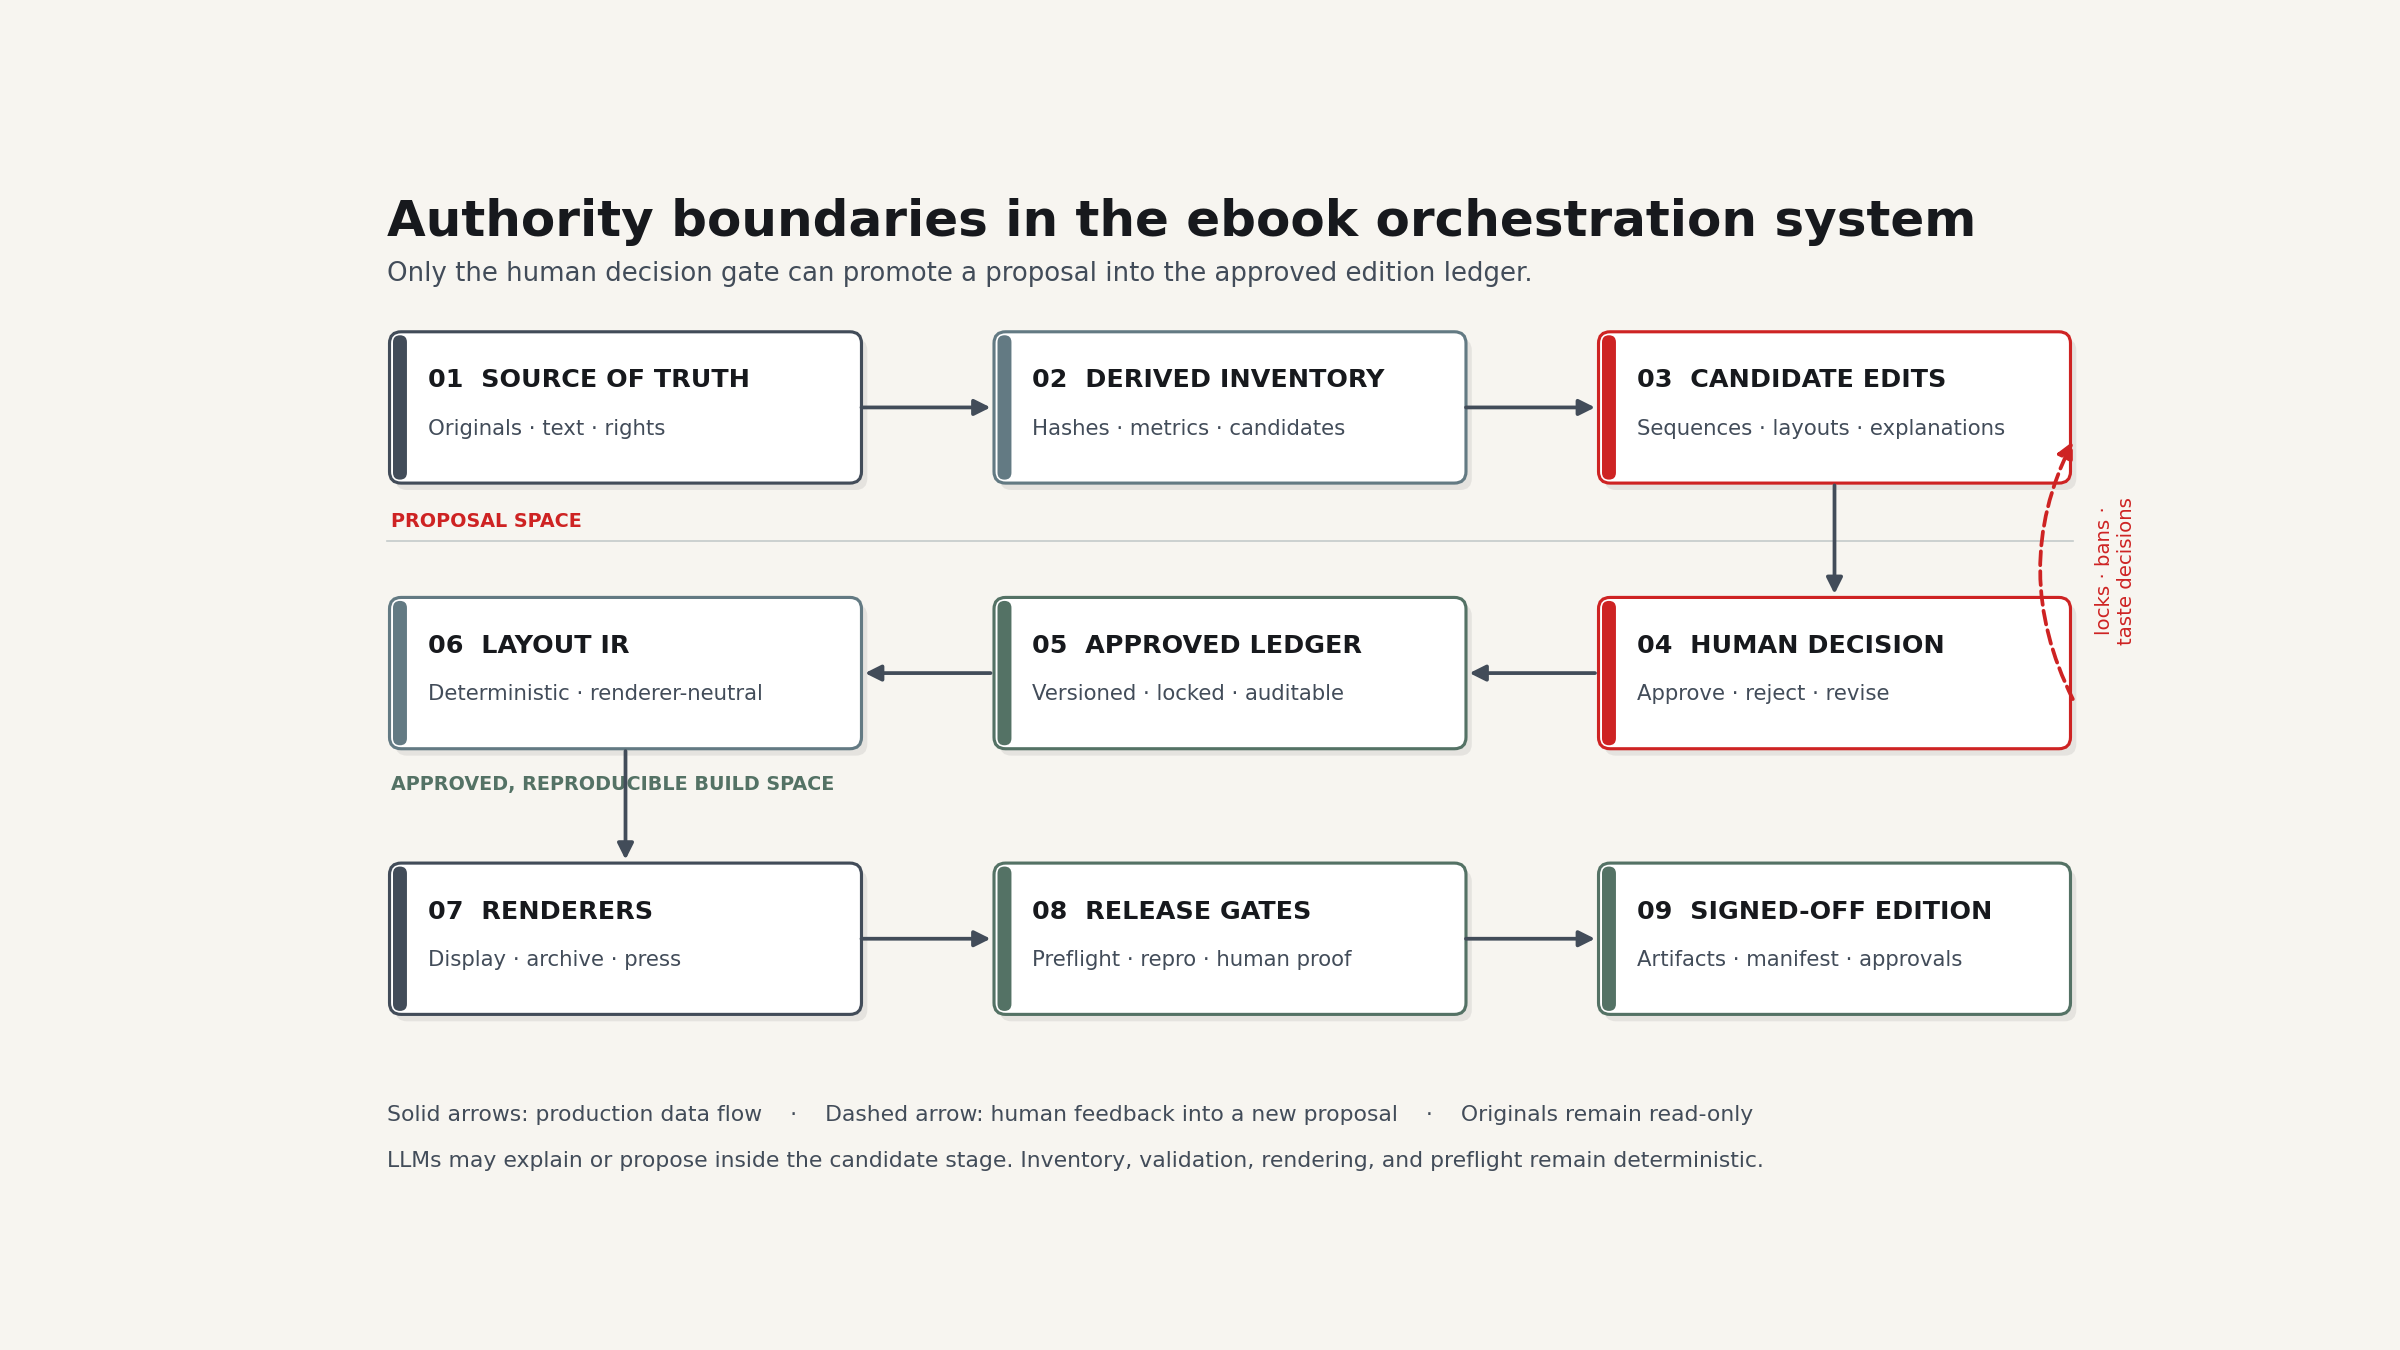 Authority boundaries in the ebook orchestration system
Only the human decision gate can promote a proposal into the approved edition ledger.
01 SOURCE OF TRUTH
Originals · text · rights
02 DERIVED INVENTORY
Hashes · metrics · candidates
03 CANDIDATE EDITS
Sequences · layouts · explanations
PROPOSAL SPACE
locks · bans ·
taste decisions
06 LAYOUT IR
Deterministic · renderer-neutral
05 APPROVED LEDGER
Versioned · locked · auditable
04 HUMAN DECISION
Approve · reject · revise
APPROVED, REPRODUCIBLE BUILD SPACE
07 RENDERERS
Display · archive · press
08 RELEASE GATES
Preflight · repro · human proof
09 SIGNED-OFF EDITION
Artifacts · manifest · approvals
Solid arrows: production data flow · Dashed arrow: human feedback into a new proposal · Originals remain read-only
LLMs may explain or propose inside the candidate stage. Inventory, validation, rendering, and preflight remain deterministic.